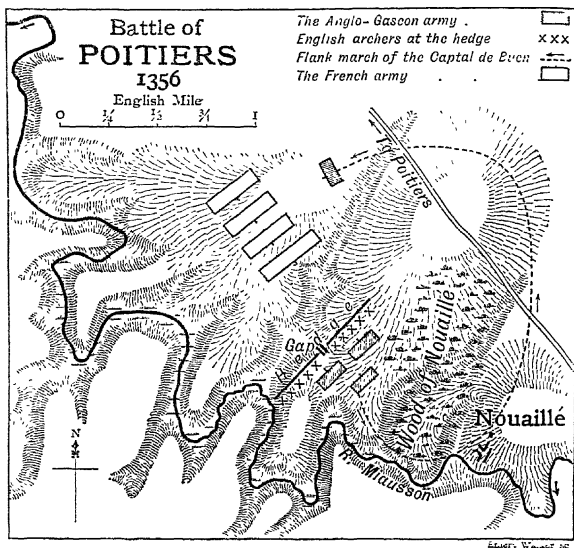 Battle of
POITIERS
1356
English Mile
0 ¼ ½ ¾ 1
The Anglo-Gascon army .
English archers at the hedge
Flank march of the Captal de Buch
The French army . .
To Poitiers
Hedge
Gap
Wood of Nouaillé
Nouaillé
R. Miausson
N